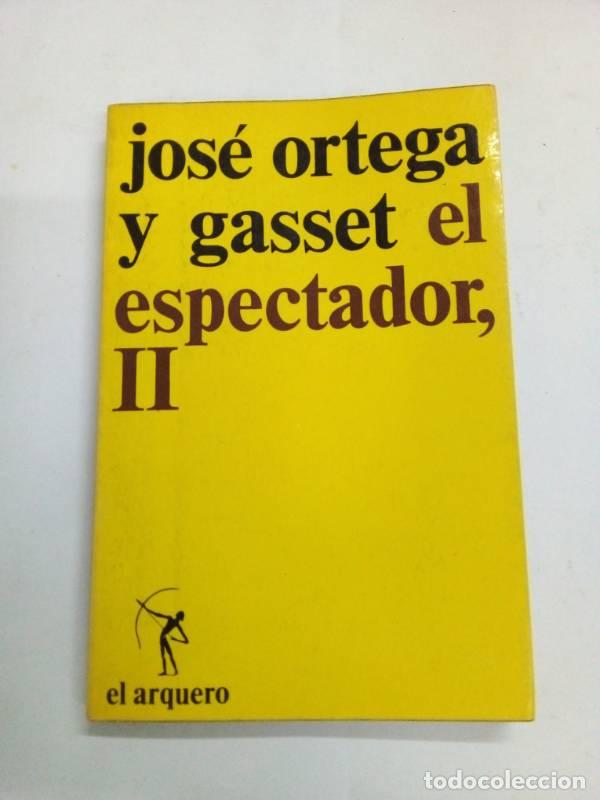 josé ortega
y gasset el
espectador,
II
el arquero
todocoleccion